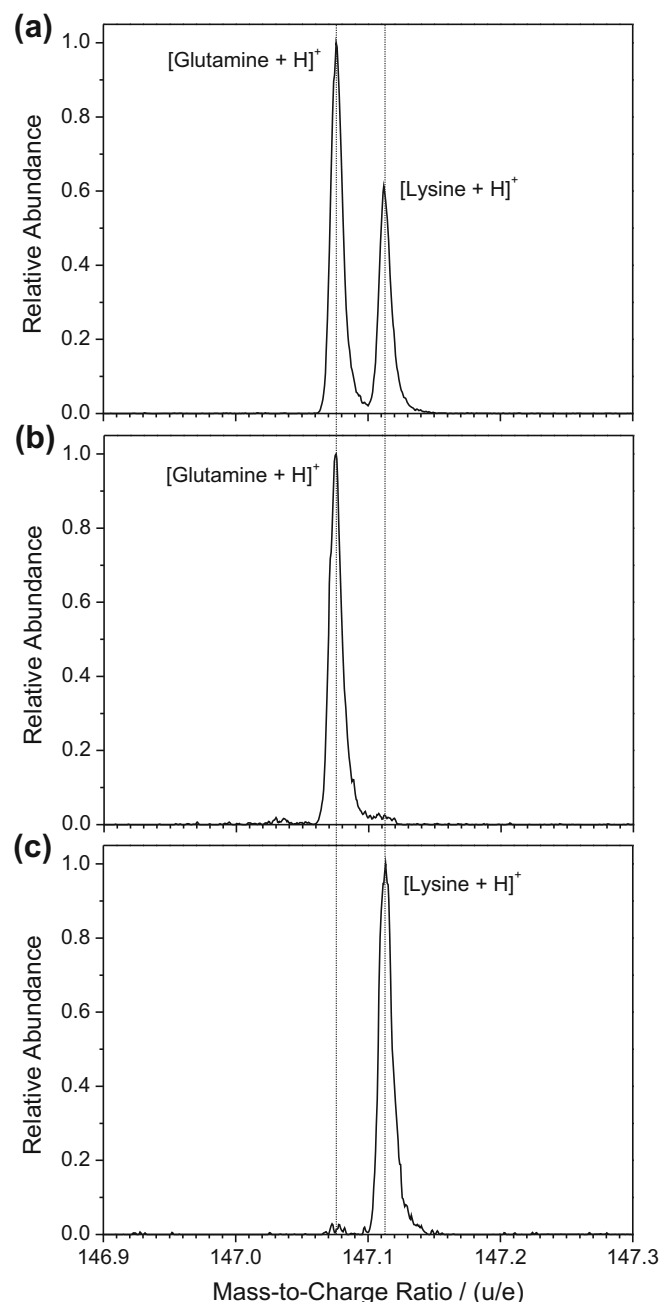 (a)
1.0
[Glutamine + H]+
0.8
0.6
[Lysine + H]+
0.4
0.2
0.0
Relative Abundance
(b)
1.0
[Glutamine + H]+
0.8
0.6
0.4
0.2
0.0
Relative Abundance
(c)
1.0
[Lysine + H]+
0.8
0.6
0.4
0.2
0.0
Relative Abundance
146.9 147.0 147.1 147.2 147.3
Mass-to-Charge Ratio / (u/e)